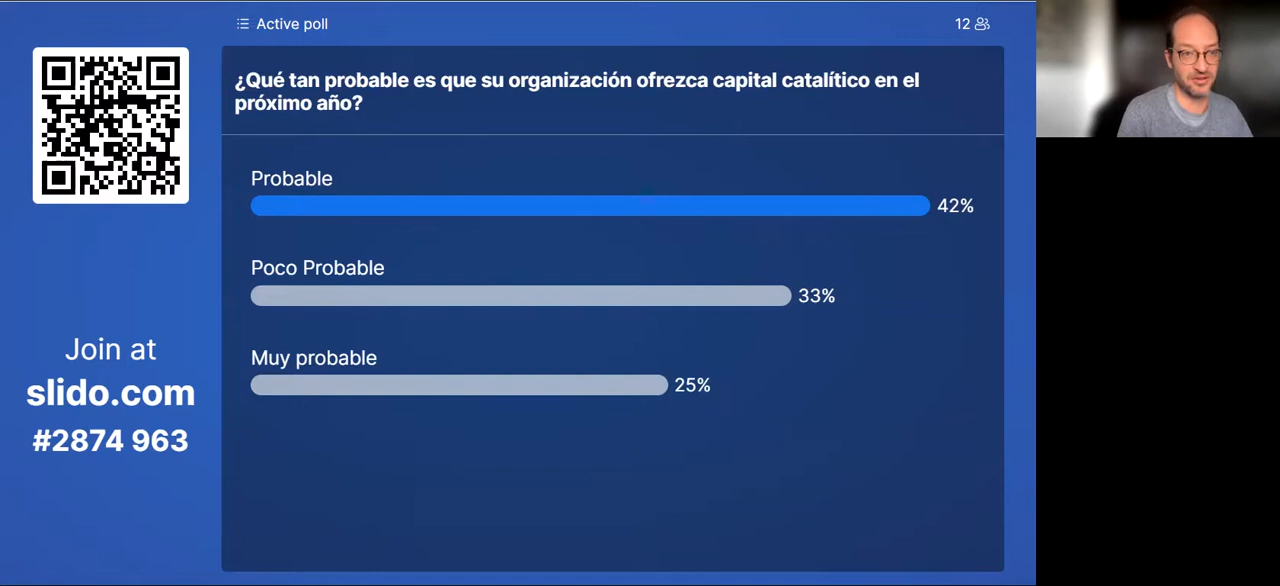 Active poll
12
¿Qué tan probable es que su organización ofrezca capital catalítico en el
próximo año?
Probable
42%
Poco Probable
33%
Muy probable
25%
Join at
slido.com
#2874 963